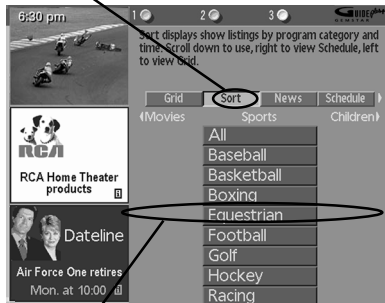 6:30 pm
1 2 3 GUIDE Plus+
GEMSTAR
Sort displays show listings by program category and
time. Scroll down to use, right to view Schedule, left
to view Grid.
Grid Sort News Schedule
Movies Sports Children
All
Baseball
Basketball
Boxing
Equestrian
Football
Golf
Hockey
Racing
RCA
RCA Home Theater
products
Dateline
Air Force One retires
Mon. at 10:00